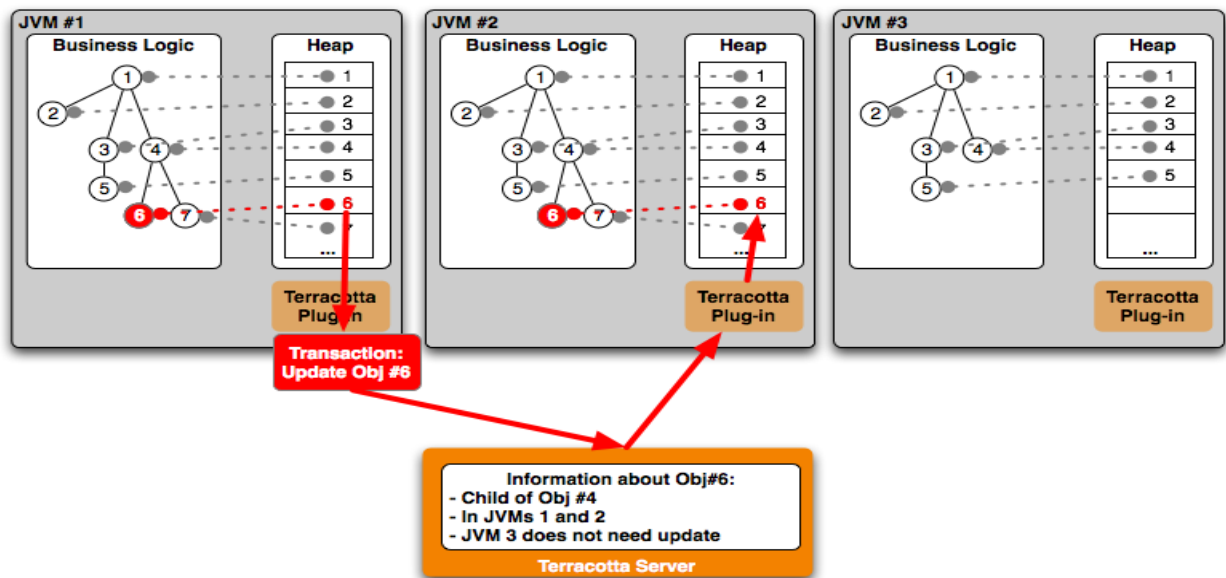 JVM #1
Business Logic
Heap
1
2
3
4
5
6
7
1
2
3
4
5
6
7
...
Terracotta
Plug-in
Transaction:
Update Obj #6
JVM #2
Business Logic
Heap
1
2
3
4
5
6
7
1
2
3
4
5
6
7
...
Terracotta
Plug-in
JVM #3
Business Logic
Heap
1
2
3
4
5
1
2
3
4
5
...
Terracotta
Plug-in
Information about Obj#6:
- Child of Obj #4
- In JVMs 1 and 2
- JVM 3 does not need update
Terracotta Server